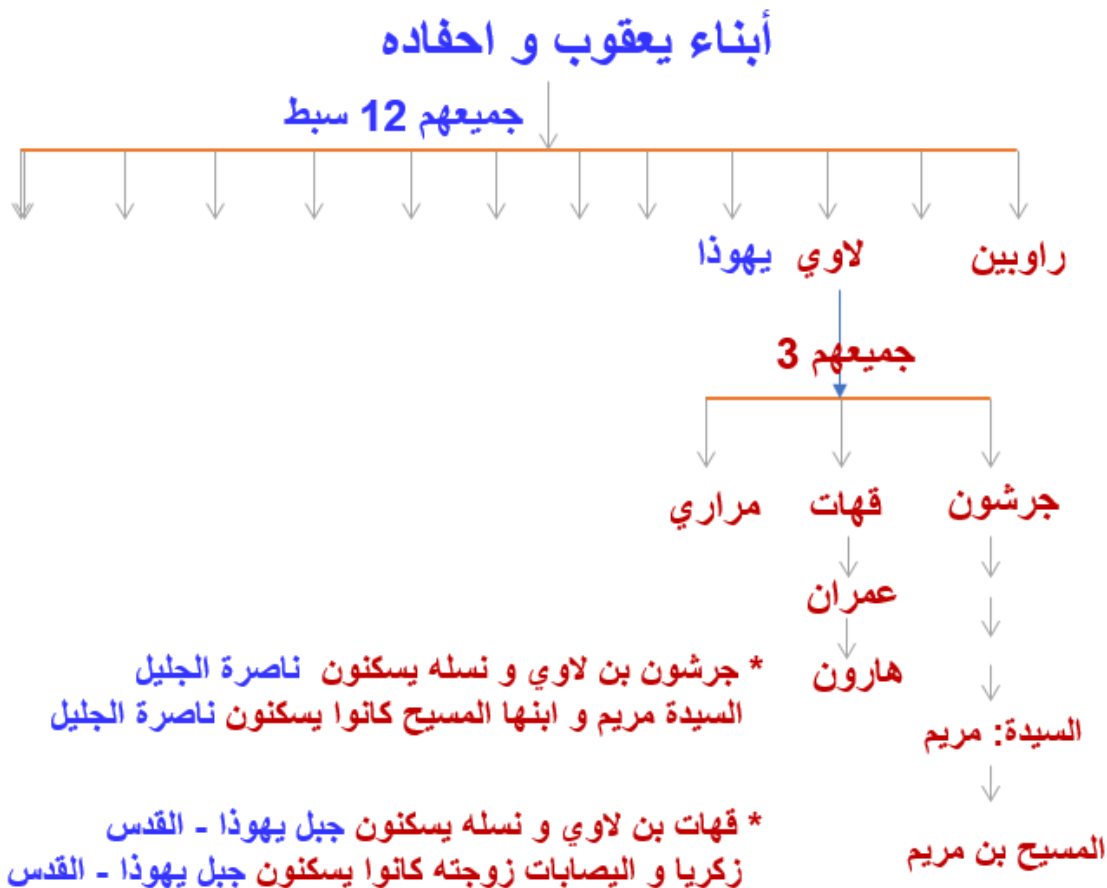 أبناء يعقوب و احفاده
جميعهم 12 سبط
راوبين لاوي يهوذا
جميعهم 3
جرشون قهات مراري
عمران
هارون
* جرشون بن لاوي و نسله يسكنون ناصرة الجليل
السيدة مريم و ابنها المسيح كانوا يسكنون ناصرة الجليل
السيدة: مريم
* قهات بن لاوي و نسله يسكنون جبل يهوذا - القدس
زكريا و اليصابات زوجته كانوا يسكنون جبل يهوذا - القدس
المسيح بن مريم